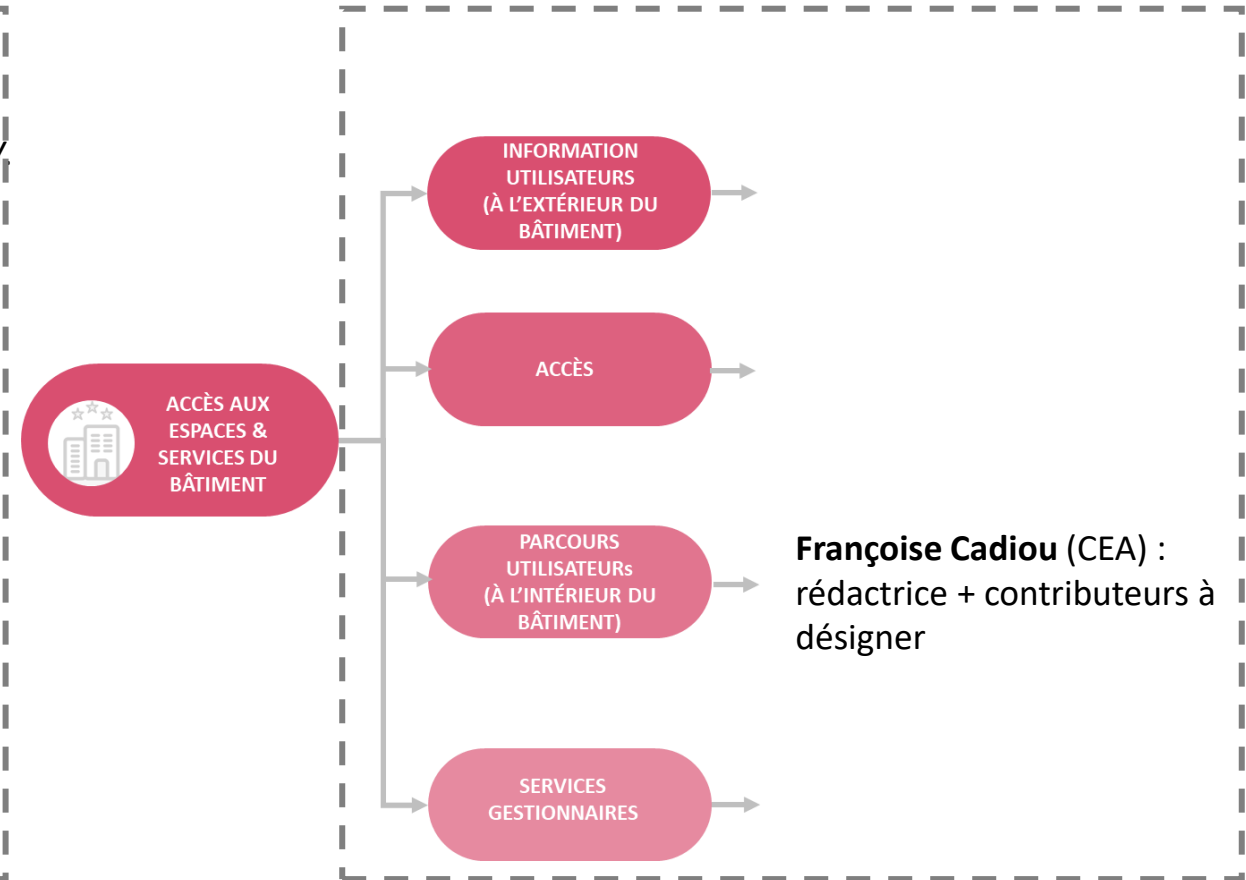 INFORMATION
UTILISATEURS
(À L’EXTÉRIEUR DU
BÂTIMENT)
ACCÈS
ACCÈS AUX
ESPACES &
SERVICES DU
BÂTIMENT
PARCOURS
UTILISATEURs
(À L’INTÉRIEUR DU
BÂTIMENT)
Françoise Cadiou (CEA) :
rédactrice + contributeurs à
désigner
SERVICES
GESTIONNAIRES